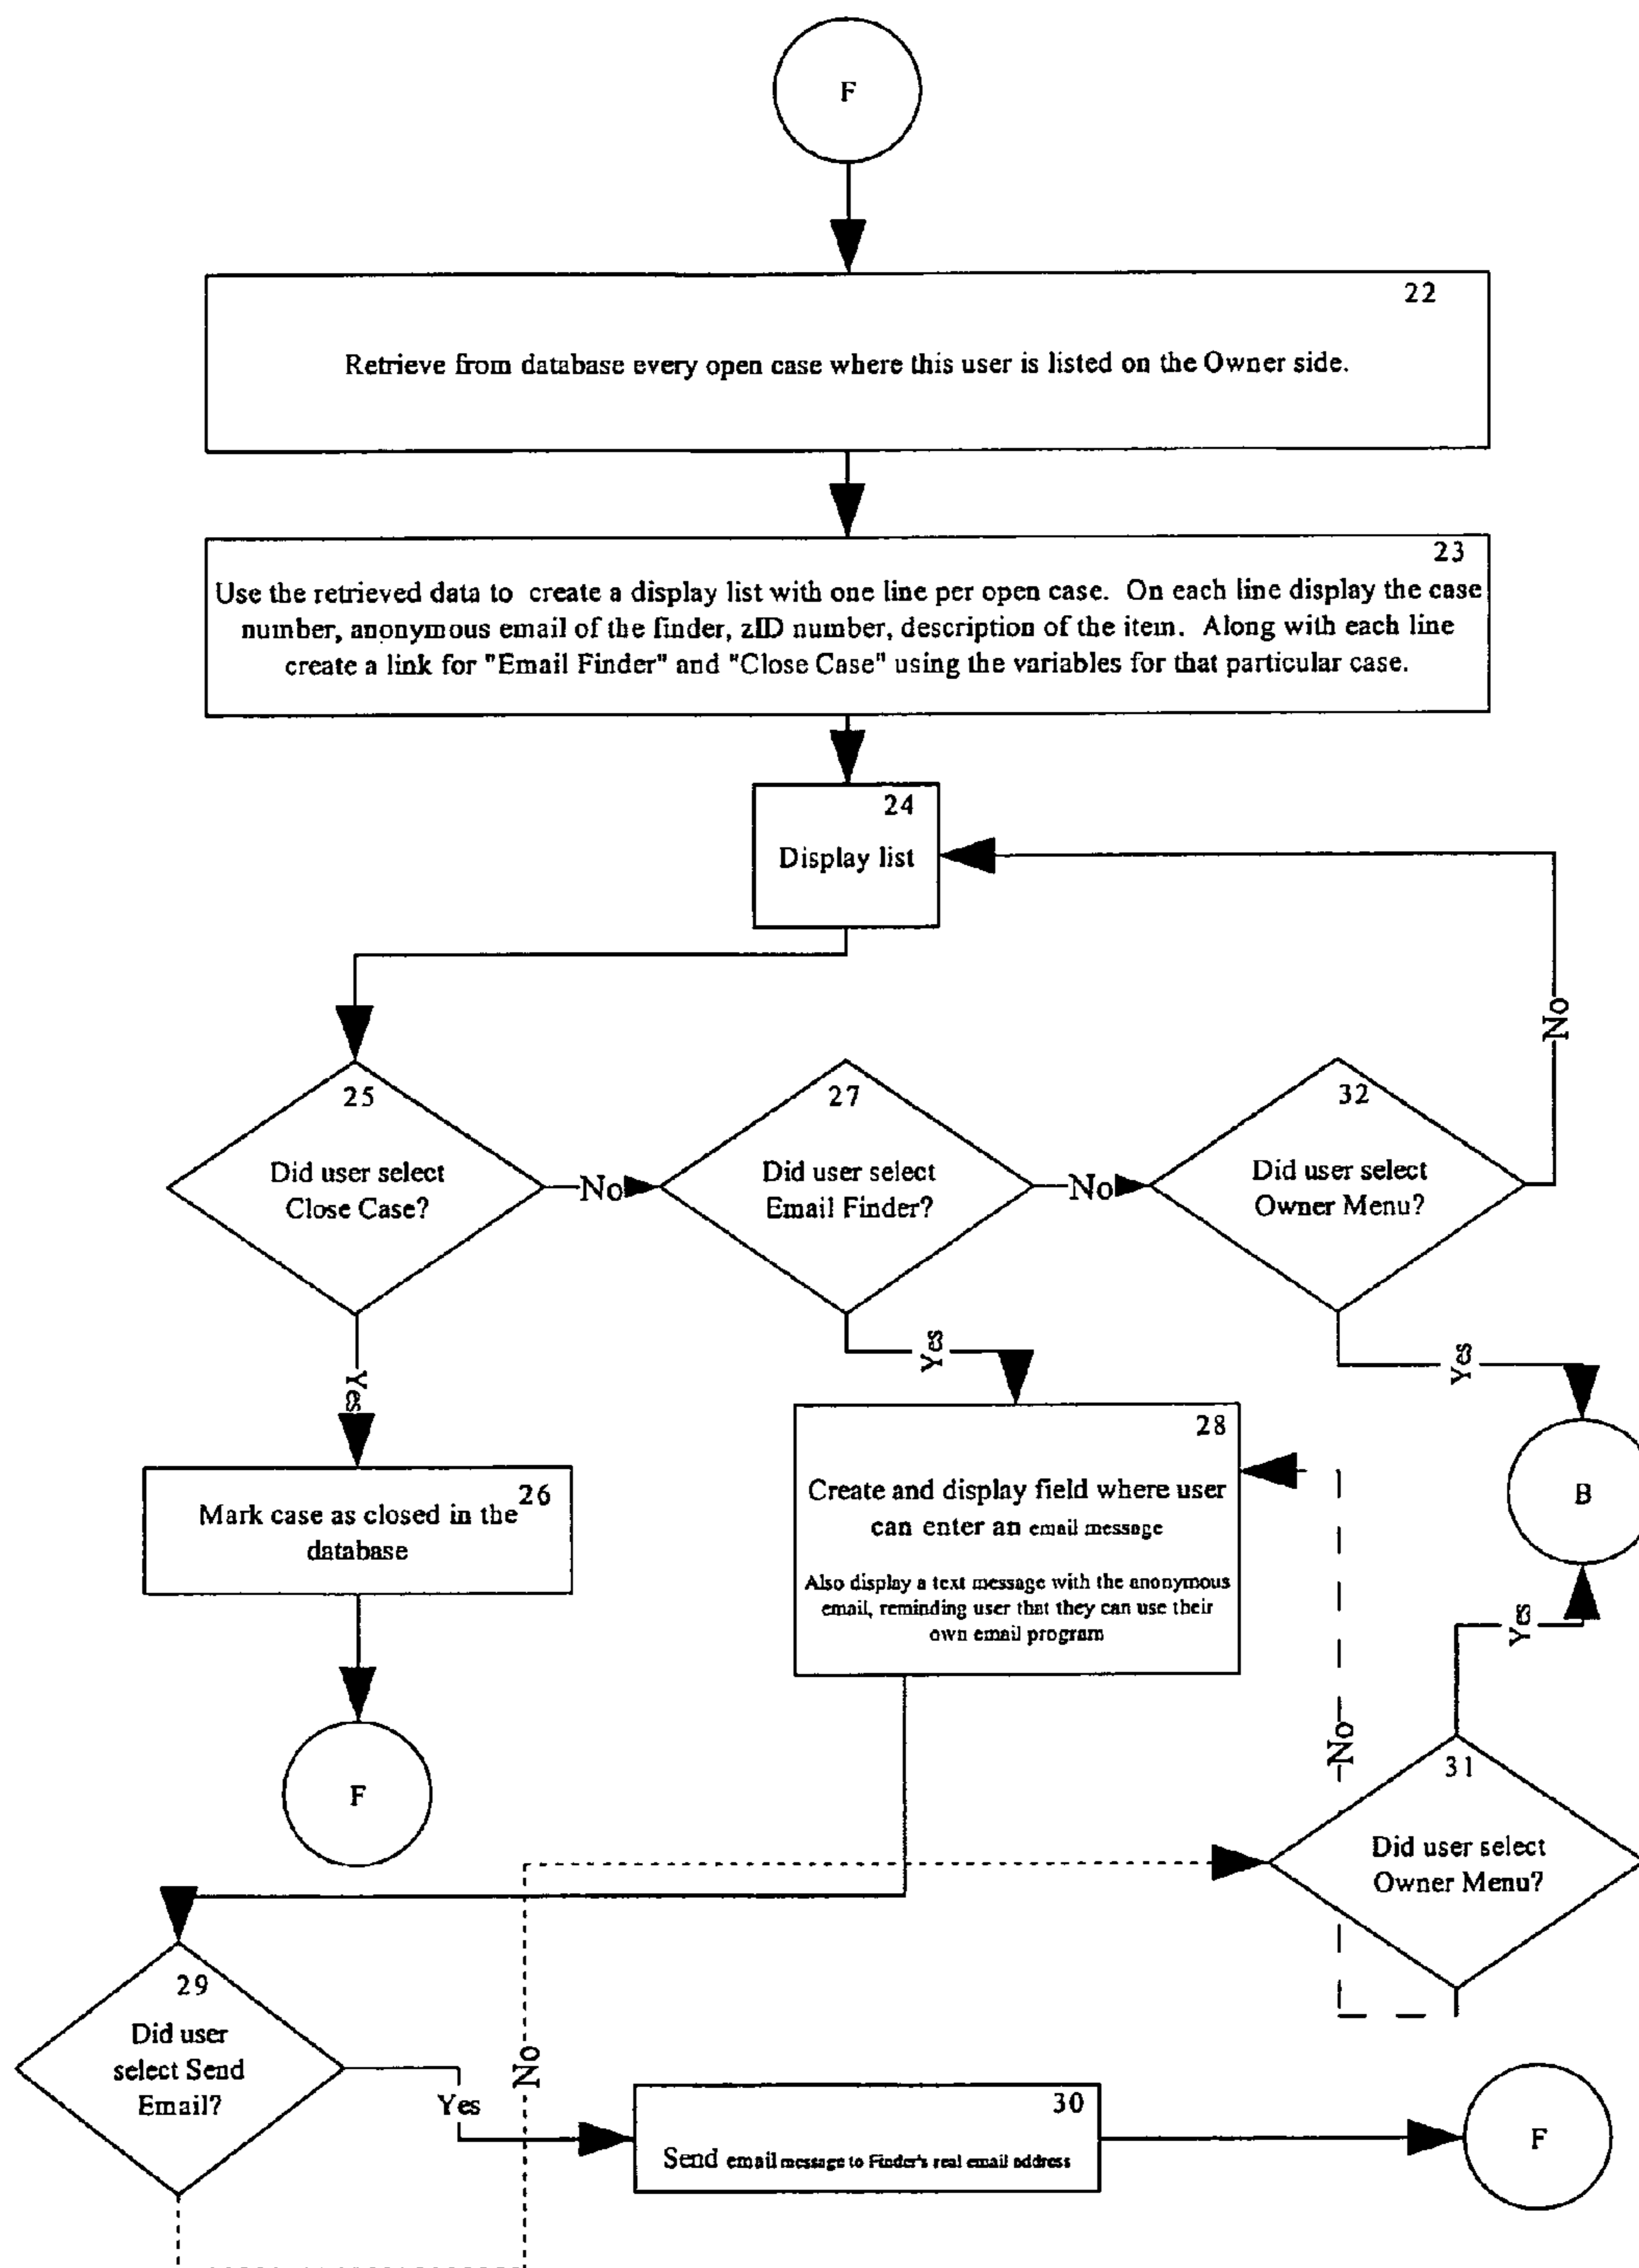 F
22
Retrieve from database every open case where this user is listed on the Owner side.
23
Use the retrieved data to create a display list with one line per open case. On each line display the case
number, anonymous email of the finder, zID number, description of the item. Along with each line
create a link for "Email Finder" and "Close Case" using the variables for that particular case.
24
Display list
No
25
Did user select
Close Case?
No
27
Did user select
Email Finder?
No
32
Did user select
Owner Menu?
Yes
Yes
Yes
26
Mark case as closed in the
database
28
Create and display field where user
can enter an email message
Also display a text message with the anonymous
email, reminding user that they can use their
own email program
B
Yes
No
F
31
Did user select
Owner Menu?
29
Did user
select Send
Email?
Yes
No
30
Send email message to Finder's real email address
F